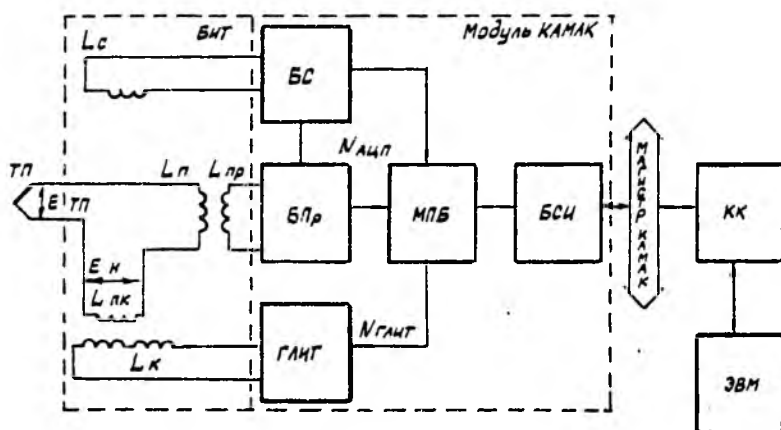 БИТ
Модуль КАМАК
Lс
БС
NАЦП
ТП
Lп
Lпр
Е ТП
БПр
МПБ
БСИ
МАГИСТР КАМАК
КК
Ен
Lпк
NГЛИТ
Lк
ГЛИТ
ЭВМ